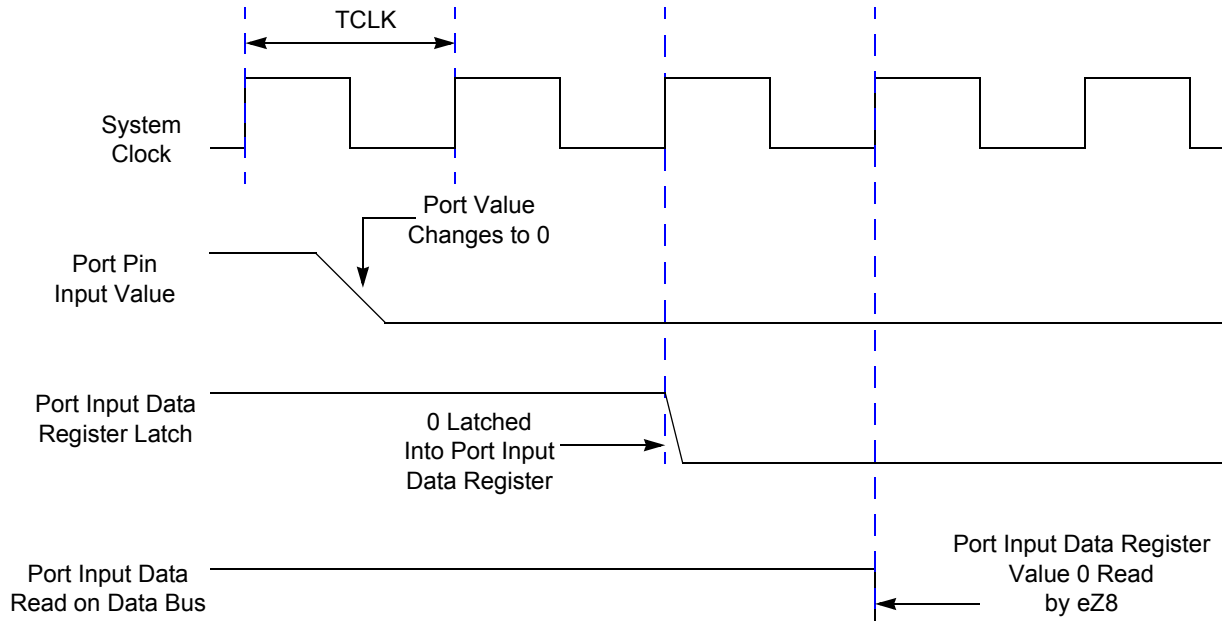 TCLK
System
Clock
Port Value
Changes to 0
Port Pin
Input Value
Port Input Data
Register Latch
0 Latched
Into Port Input
Data Register
Port Input Data Register
Value 0 Read
by eZ8
Port Input Data
Read on Data Bus